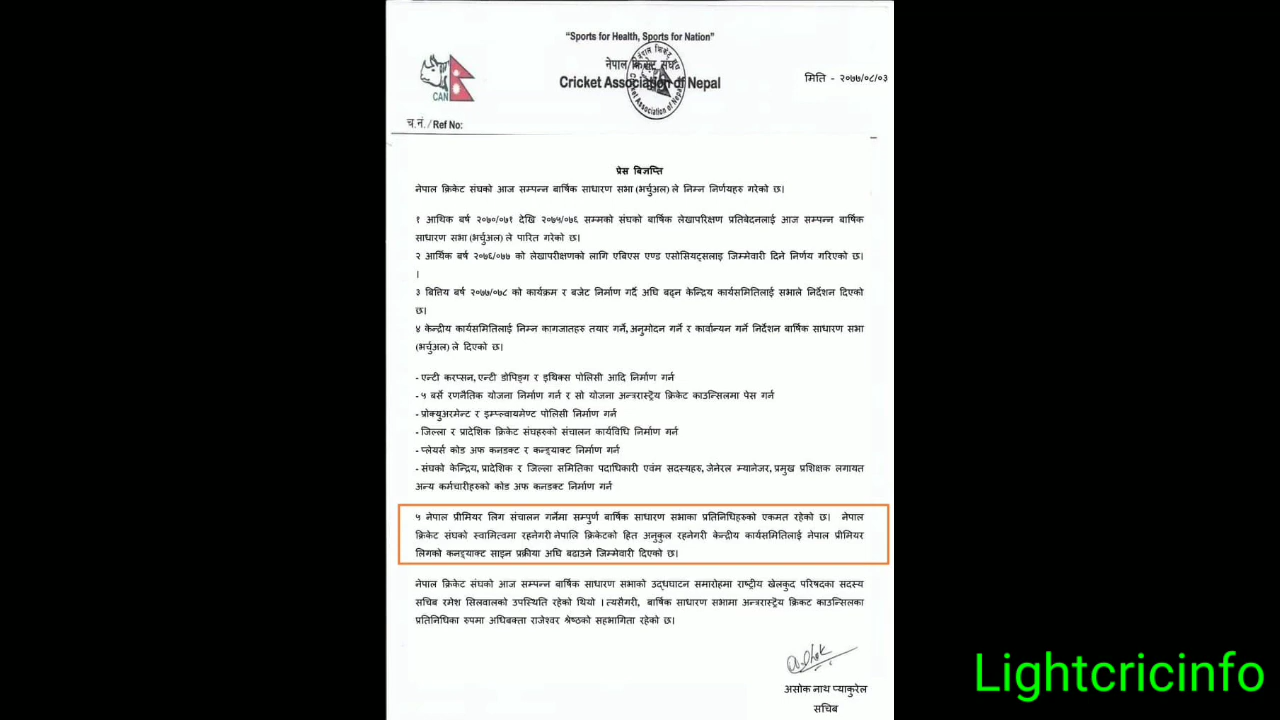 “Sports for Health, Sports for Nation”
नेपाल क्रिकेट संघ
Cricket Association of Nepal
CAN
मिति - २०७७/०८/०३
च.नं./Ref No:
प्रेस बिज्ञप्ति
नेपाल क्रिकेट संघको आज सम्पन्न बार्षिक साधारण सभा (भर्चुअल) ले निम्न निर्णयहरु गरेको छ।
१ आथिक बर्ष २०७०/०७१ देखि २०७५/०७६ सम्मको संघको बार्षिक लेखापरिक्षण प्रतिबेदनलाई आज सम्पन्न बार्षिक
साधारण सभा (भर्चुअल) ले पारित गरेको छ।
२ आर्थिक बर्ष २०७६/०७७ को लेखापरीक्षणको लागि एबिएस एण्ड एसोसियट्सलाइ जिम्मेवारी दिने निर्णय गरिएको छ।
।
३ बित्तिय बर्ष २०७७/०७८ को कार्यक्रम र बजेट निर्माण गर्दै अघि बढ्न केन्द्रिय कार्यसमितिलाई सभाले निर्देशन दिएको
छ।
४ केन्द्रीय कार्यसमितिलाई निम्न कागजातहरु तयार गर्ने, अनुमोदन गर्ने र कार्वान्यन गर्ने निर्देशन बार्षिक साधारण सभा
(भर्चुअल) ले दिएको छ।
- एन्टी करप्सन, एन्टी डोपिङ्ग र इथिक्स पोलिसी आदि निर्माण गर्न
- ५ बर्से रणनैतिक योजना निर्माण गर्न र सो योजना अन्तरास्ट्रेय क्रिकेट काउन्सिलमा पेस गर्न
- प्रोक्युअरमेन्ट र इम्प्ल्वायमेण्ट पोलिसी निर्माण गर्न
- जिल्ला र प्रादेशिक क्रिकेट संघहरुको संचालन कार्यविधि निर्माण गर्न
- प्लेयर्स कोड अफ कनडक्ट र कन्ड्र्याक्ट निर्माण गर्न
- संघको केन्द्रिय, प्रादेशिक र जिल्ला समितिका पदाधिकारी एवंम सदस्यहरु, जेनेरल म्यानेजर, प्रमुख प्रशिक्षक लगायत
अन्य कर्मचारीहरुको कोड अफ कनडक्ट निर्माण गर्न
५ नेपाल प्रीमियर लिग संचालन गर्नेमा सम्पुर्ण बार्षिक साधारण सभाका प्रतिनिधिहरुको एकमत रहेको छ। नेपाल
क्रिकेट संघको स्वामित्वमा रहनेगरी नेपालि क्रिकेटको हित अनुकुल रहनेगरी केन्द्रीय कार्यसमितिलाई नेपाल प्रीमियर
लिगको कनड्र्याक्ट साइन प्रक्रीया अघि बढाउने जिम्मेवारी दिएको छ।
नेपाल क्रिकेट संघको आज सम्पन्न बार्षिक साधारण सभाको उद्घघाटन समारोहमा राष्ट्रीय खेलकुद परिषदका सदस्य
सचिब रमेश सिलवालको उपस्थिति रहेको थियो । त्यसैगरी, बार्षिक साधारण सभामा अन्तरास्ट्रेय क्रिकट काउन्सिलका
प्रतिनिधिका रुपमा अधिबक्ता राजेश्वर श्रेष्ठको सहभागिता रहेको छ।
Ashok
असोक नाथ प्याकुरेल
सचिब
Lightcricinfo